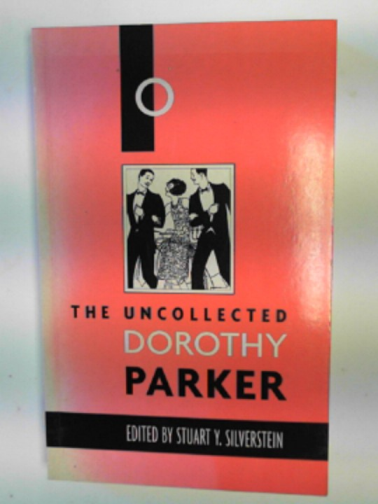 THE UNCOLLECTED
DOROTHY
PARKER
EDITED BY STUART Y. SILVERSTEIN